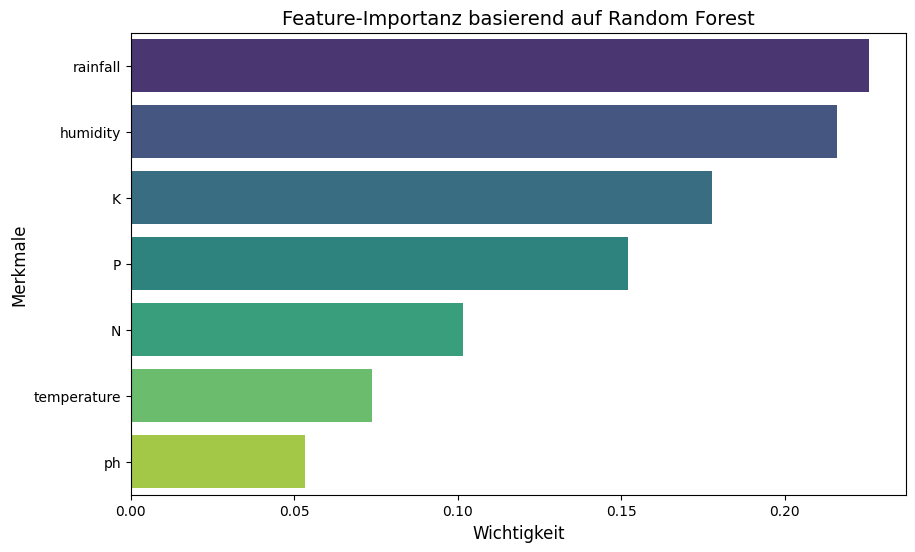 Feature-Importanz basierend auf Random Forest
rainfall
humidity
K
P
N
temperature
ph
Merkmale
0.00 0.05 0.10 0.15 0.20
Wichtigkeit